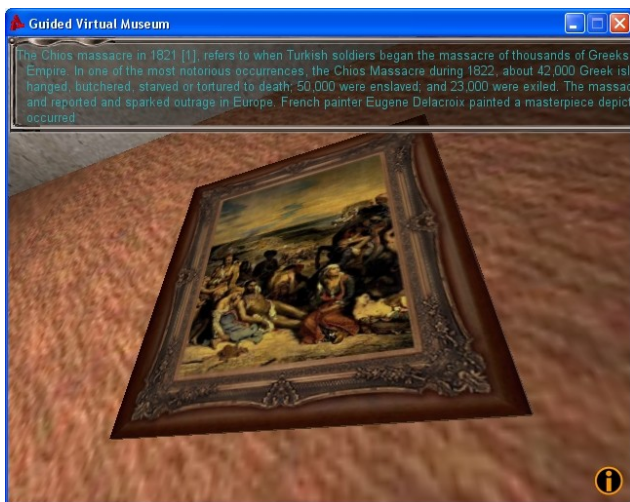 Guided Virtual Museum
The Chios massacre in 1821 [1], refers to when Turkish soldiers began the massacre of thousands of Greeks
Empire. In one of the most notorious occurrences, the Chios Massacre during 1822, about 42,000 Greek isl
hanged, butchered, starved or tortured to death; 50,000 were enslaved; and 23,000 were exiled. The massac
and reported and sparked outrage in Europe. French painter Eugene Delacroix painted a masterpiece depict
occurred